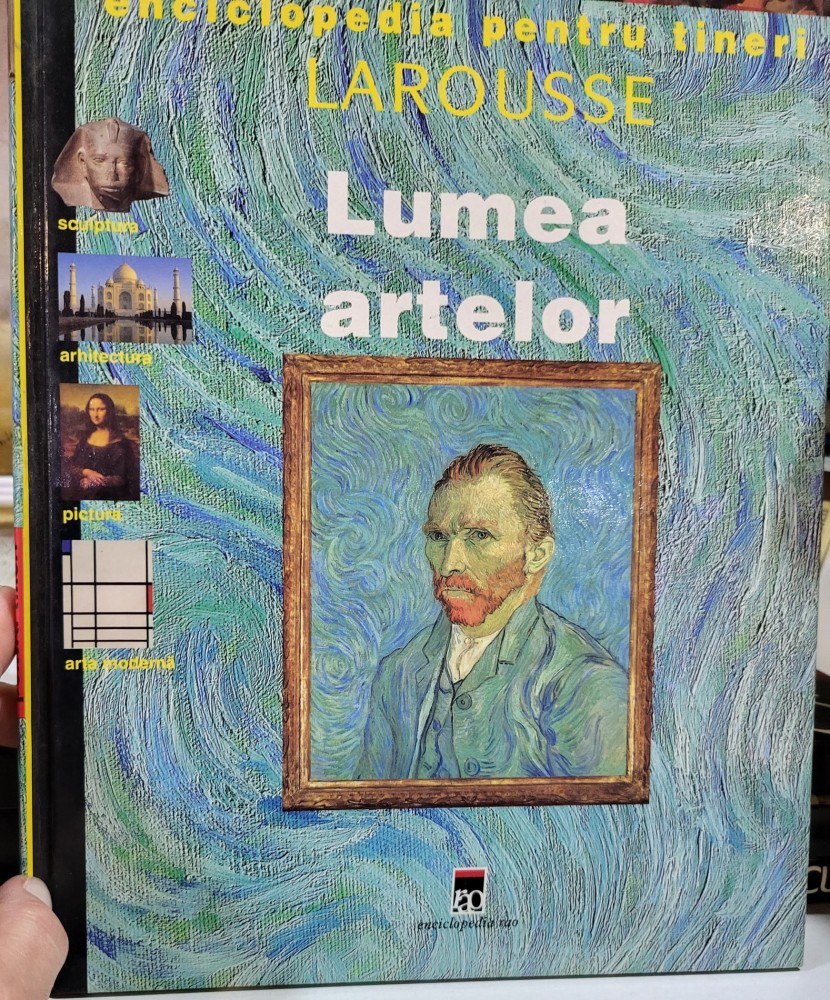 enciclopedia pentru tineri
LAROUSSE
Lumea
artelor
sculptura
arhitectura
pictura
arta modernă
rao
enciclopedia rao